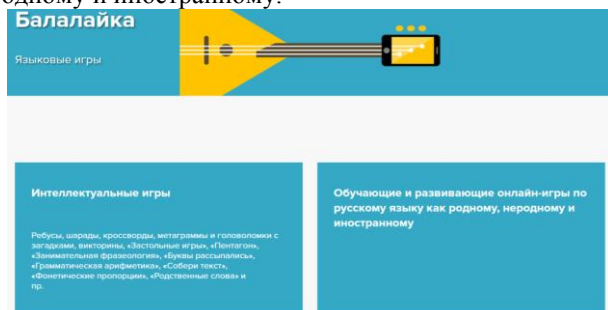 одному и иностранному.
Балалайка
Языковые игры
Интеллектуальные игры
Ребусы, шарады, кроссворды, метаграммы и головоломки с
загадками, викторины, «Застольные игры», «Пентагон»,
«Занимательная фразеология», «Буквы рассыпались»,
«Грамматическая арифметика», «Собери текст»,
«Фонетические пропорции», «Родственные слова» и
пр.
Обучающие и развивающие онлайн-игры по
русскому языку как родному, неродному и
иностранному